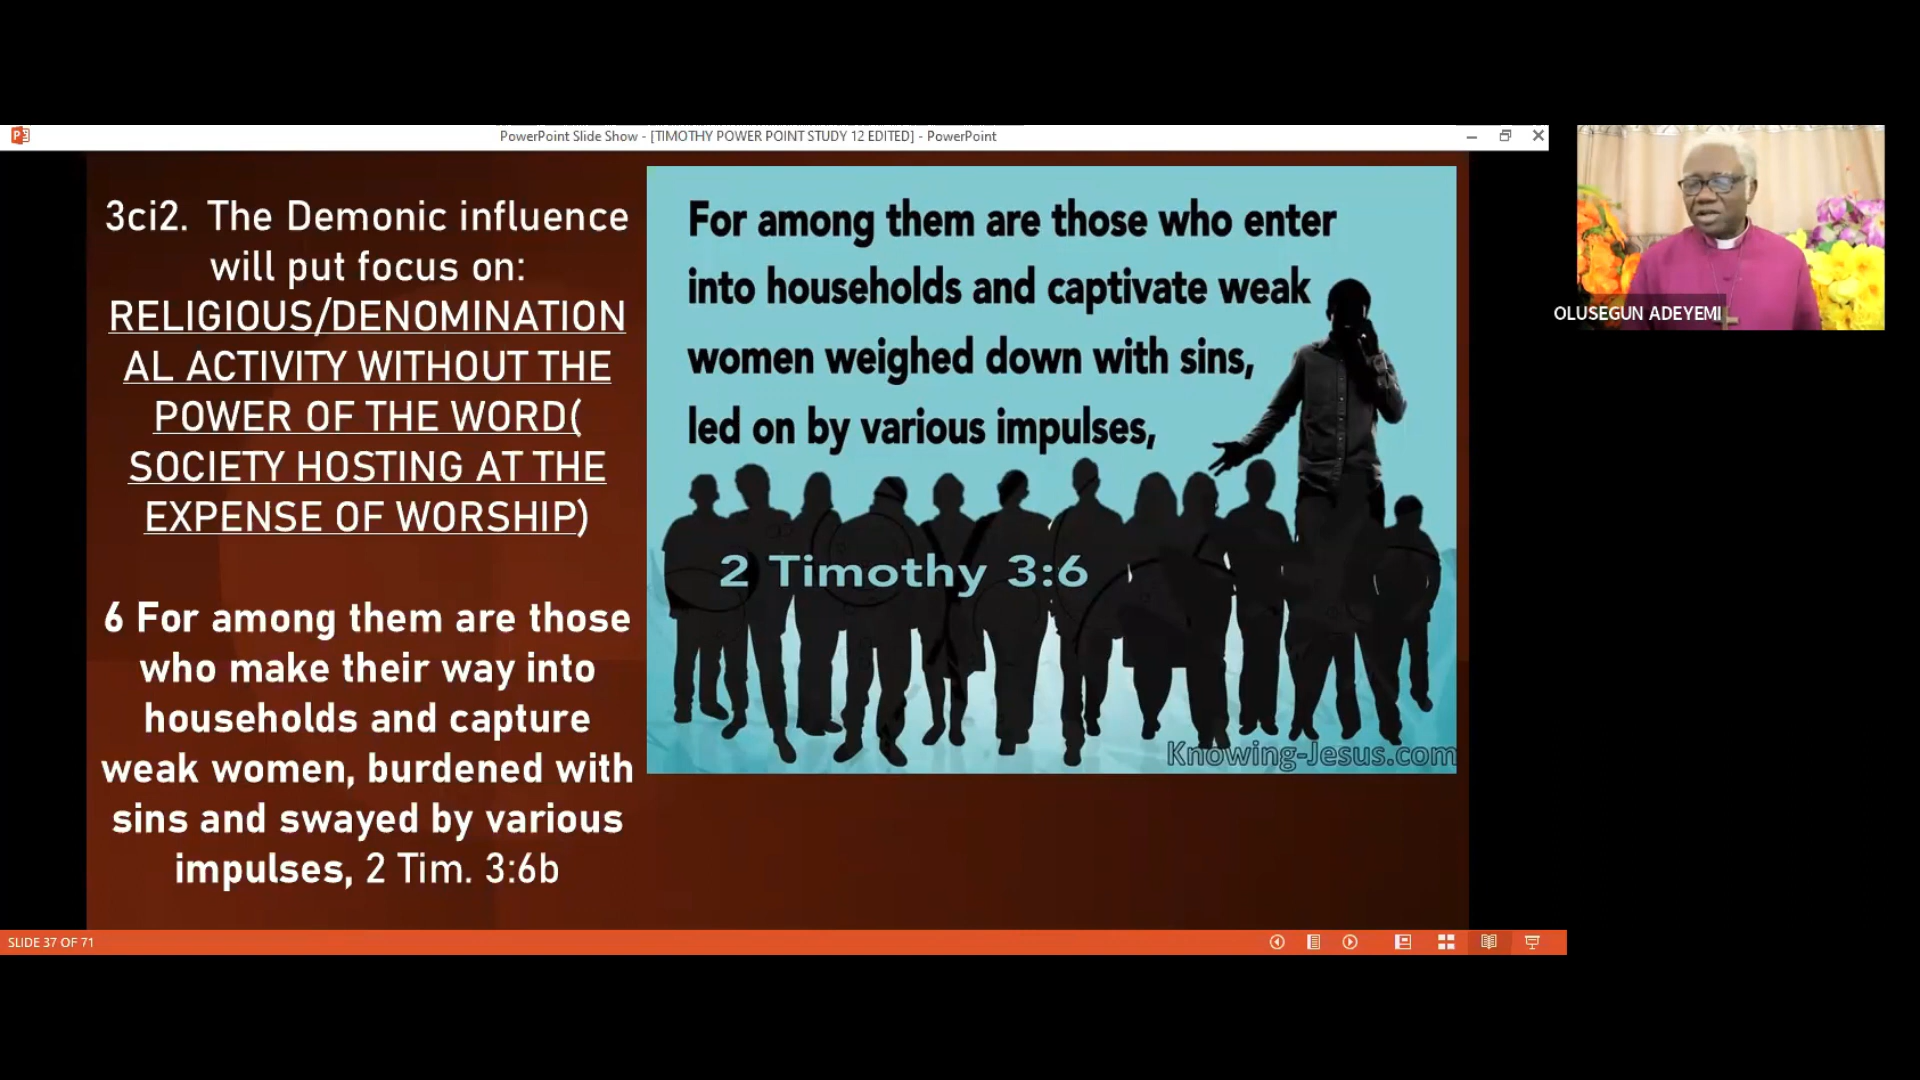 PowerPoint Slide Show - [TIMOTHY POWER POINT STUDY 12 EDITED] - PowerPoint
3ci2. The Demonic influence
will put focus on:
RELIGIOUS/DENOMINATION
AL ACTIVITY WITHOUT THE
POWER OF THE WORD(
SOCIETY HOSTING AT THE
EXPENSE OF WORSHIP)
6 For among them are those
who make their way into
households and capture
weak women, burdened with
sins and swayed by various
impulses, 2 Tim. 3:6b
For among them are those who enter
into households and captivate weak
women weighed down with sins,
led on by various impulses,
2 Timothy 3:6
Knowing-Jesus.com
OLUSEGUN ADEYEMI
SLIDE 37 OF 71